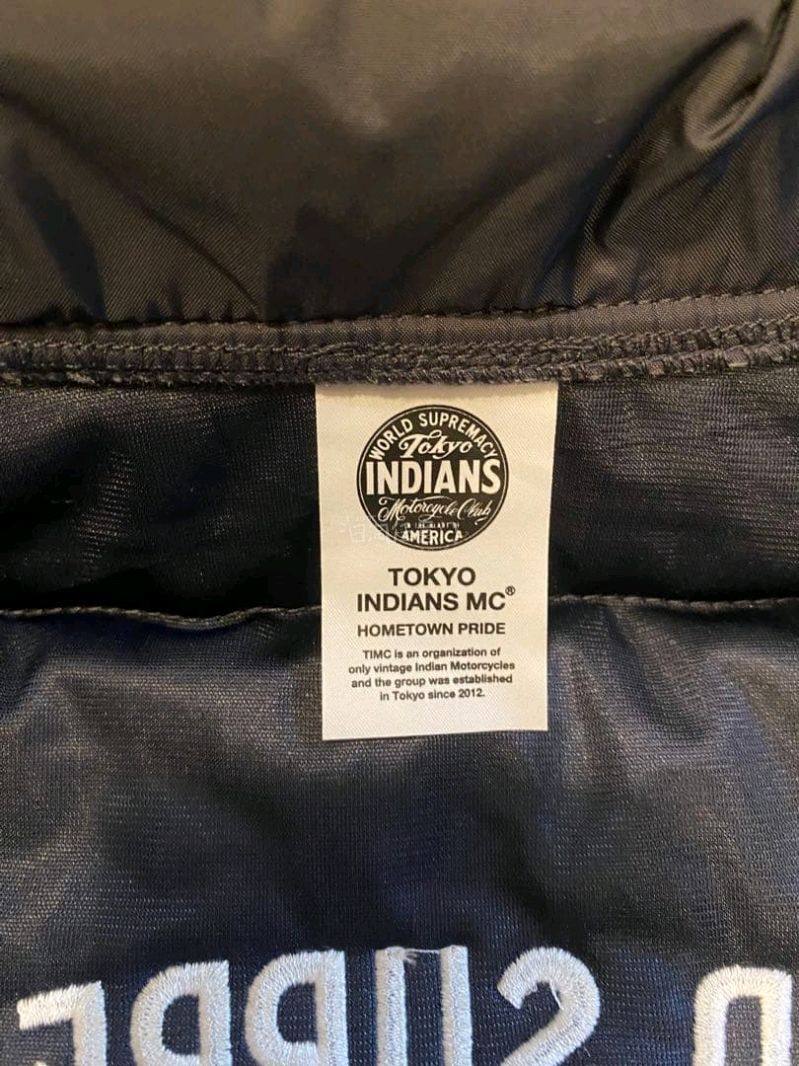 WORLD SUPREMACY
Tokyo
INDIANS
Motorcycle Club
AMERICA
TOKYO
INDIANS MC®
HOMETOWN PRIDE
TIMC is an organization of
only vintage Indian Motorcycles
and the group was established
in Tokyo since 2012.